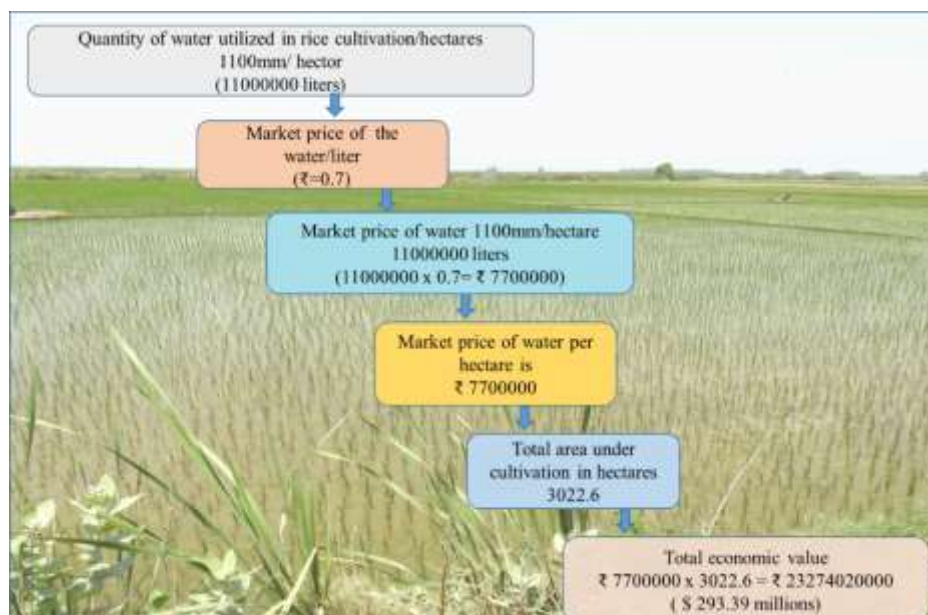 Quantity of water utilized in rice cultivation/hectares
1100mm/ hector
(11000000 liters)
Market price of the
water/liter
(₹=0.7)
Market price of water 1100mm/hectare
11000000 liters
(11000000 x 0.7= ₹ 7700000)
Market price of water per
hectare is
₹ 7700000
Total area under
cultivation in hectares
3022.6
Total economic value
₹ 7700000 x 3022.6 = ₹ 23274020000
( $ 293.39 millions)